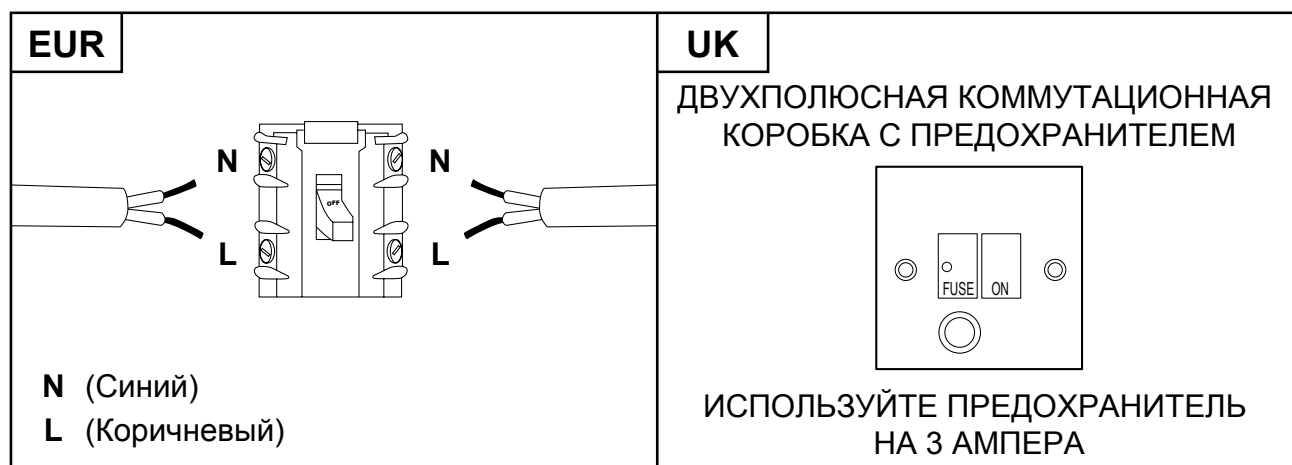 EUR
N
N
OFF
L
L
N (Синий)
L (Коричневый)
UK
ДВУХПОЛЮСНАЯ КОММУТАЦИОННАЯ
КОРОБКА С ПРЕДОХРАНИТЕЛЕМ
FUSE ON
ИСПОЛЬЗУЙТЕ ПРЕДОХРАНИТЕЛЬ
НА 3 АМПЕРА